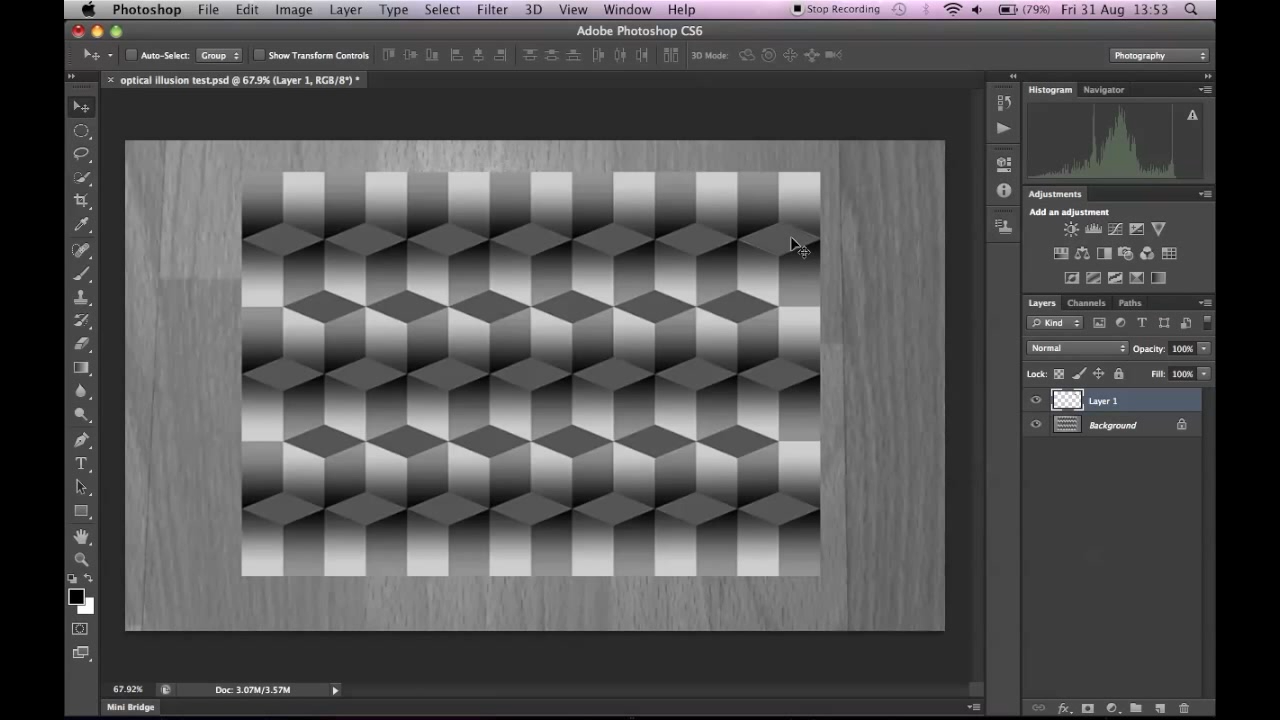 Photoshop File Edit Image Layer Type Select Filter 3D View Window Help Stop Recording (79%) Fri 31 Aug 13:53
Adobe Photoshop CS6
Auto-Select: Group Show Transform Controls 3D Mode: Photography
optical illusion test.psd @ 67.9% (Layer 1, RGB/8*) *
Histogram Navigator
Adjustments
Add an adjustment
Layers Channels Paths
Kind
Normal Opacity: 100%
Lock: Fill: 100%
Layer 1
Background
67.92% Doc: 3.07M/3.57M
Mini Bridge